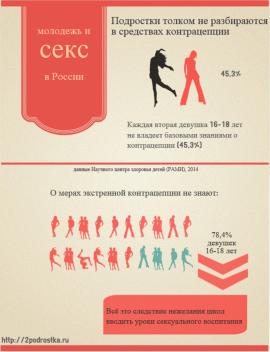 молодежь и
секс
в России
Подростки толком не разбираются
в средствах контрацепции
45,3%
Каждая вторая девушка 16-18 лет
не владеет базовыми знаниями о
контрацепции (45,3%)
данные Научного центра здоровья детей (РАМН), 2014
О мерах экстренной контрацепции не знают:
78,4%
девушек
16-18 лет
Всё это следствие нежелания школ
вводить уроки сексуального воспитания
http://2podrostka.ru